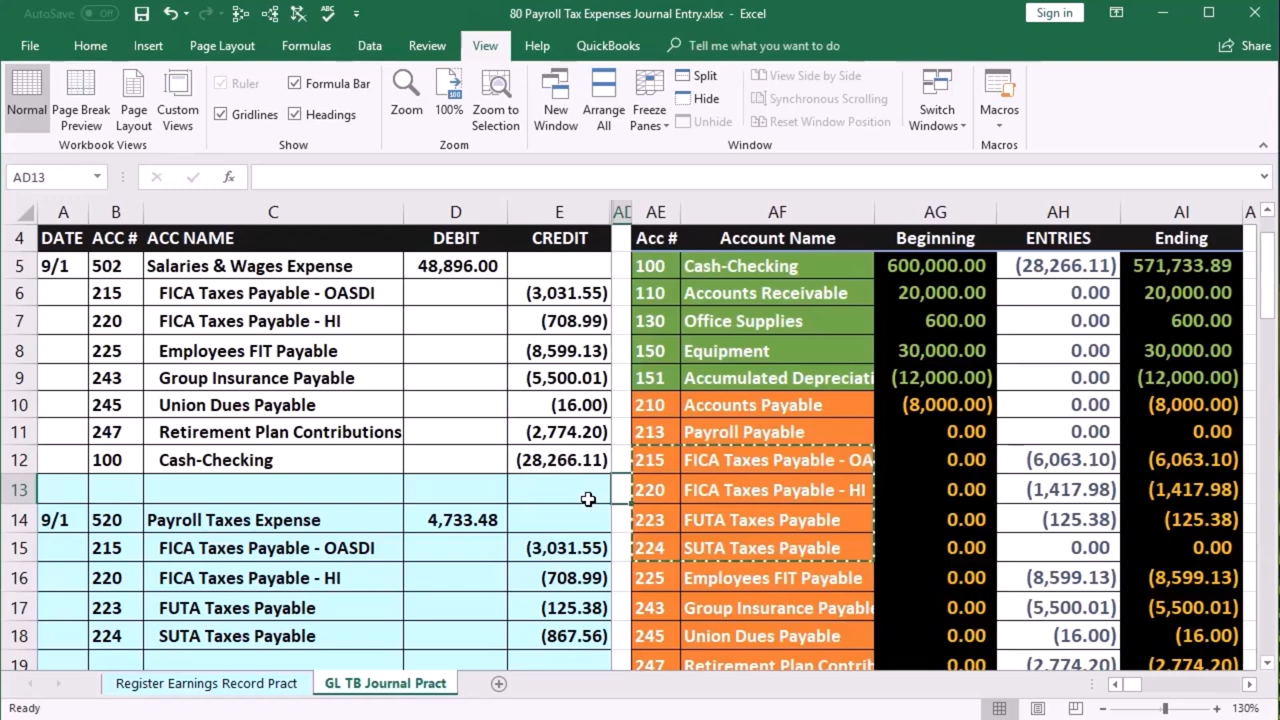 AutoSave Off 80 Payroll Tax Expenses Journal Entry.xlsx - Excel Sign in
File Home Insert Page Layout Formulas Data Review View Help QuickBooks Tell me what you want to do Share
Normal Page Break Preview Page Layout Custom Views
Workbook Views
Ruler Formula Bar
Gridlines Headings
Show
Zoom 100% Zoom to Selection
Zoom
New Window Arrange All Freeze Panes
Split
Hide
Unhide
View Side by Side
Synchronous Scrolling
Reset Window Position
Switch Windows
Window
Macros
Macros
AD13 fx
A B C D E AD AE AF AG AH AI A
4 DATE ACC # ACC NAME DEBIT CREDIT Acc # Account Name Beginning ENTRIES Ending
5 9/1 502 Salaries & Wages Expense 48,896.00 100 Cash-Checking 600,000.00 (28,266.11) 571,733.89
6 215 FICA Taxes Payable - OASDI (3,031.55) 110 Accounts Receivable 20,000.00 0.00 20,000.00
7 220 FICA Taxes Payable - HI (708.99) 130 Office Supplies 600.00 0.00 600.00
8 225 Employees FIT Payable (8,599.13) 150 Equipment 30,000.00 0.00 30,000.00
9 243 Group Insurance Payable (5,500.01) 151 Accumulated Depreciati (12,000.00) 0.00 (12,000.00)
10 245 Union Dues Payable (16.00) 210 Accounts Payable (8,000.00) 0.00 (8,000.00)
11 247 Retirement Plan Contributions (2,774.20) 213 Payroll Payable 0.00 0.00 0.00
12 100 Cash-Checking (28,266.11) 215 FICA Taxes Payable - OA 0.00 (6,063.10) (6,063.10)
13 220 FICA Taxes Payable - HI 0.00 (1,417.98) (1,417.98)
14 9/1 520 Payroll Taxes Expense 4,733.48 223 FUTA Taxes Payable 0.00 (125.38) (125.38)
15 215 FICA Taxes Payable - OASDI (3,031.55) 224 SUTA Taxes Payable 0.00 0.00 0.00
16 220 FICA Taxes Payable - HI (708.99) 225 Employees FIT Payable 0.00 (8,599.13) (8,599.13)
17 223 FUTA Taxes Payable (125.38) 243 Group Insurance Payabl 0.00 (5,500.01) (5,500.01)
18 224 SUTA Taxes Payable (867.56) 245 Union Dues Payable 0.00 (16.00) (16.00)
19 247 Retirement Plan Contrib 0.00 (2,774.20) (2,774.20)
Register Earnings Record Pract GL TB Journal Pract
Ready 130%